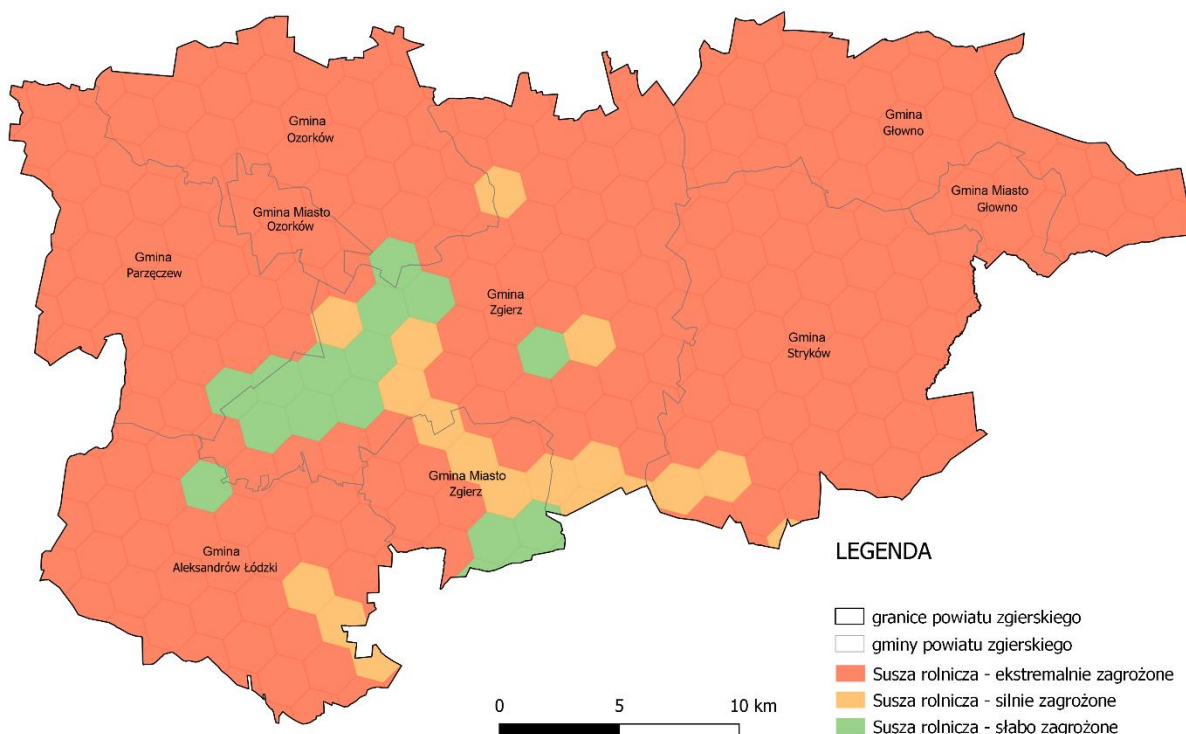 Gmina
Ozorków
Gmina
Głowno
Gmina Miasto
Głowno
Gmina Miasto
Ozorków
Gmina
Parzęczew
Gmina
Zgierz
Gmina
Stryków
Gmina Miasto
Zgierz
Gmina
Aleksandrów Łódzki
LEGENDA
granice powiatu zgierskiego
gminy powiatu zgierskiego
Susza rolnicza - ekstremalnie zagrożone
Susza rolnicza - silnie zagrożone
Susza rolnicza - słabo zagrożone
0 5 10 km